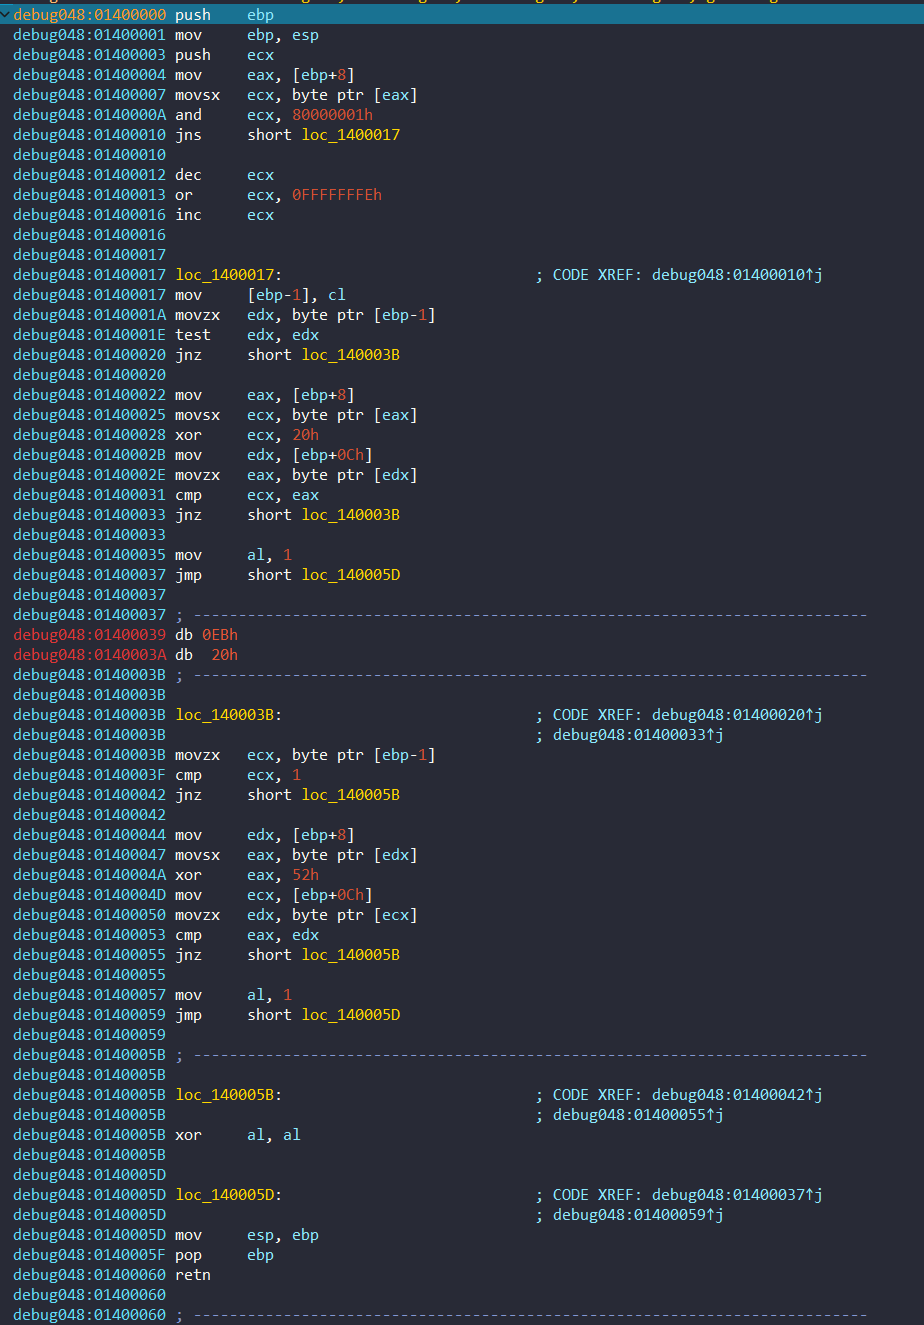 debug048:01400000 push    ebp
debug048:01400001 mov     ebp, esp
debug048:01400003 push    ecx
debug048:01400004 mov     eax, [ebp+8]
debug048:01400007 movsx   ecx, byte ptr [eax]
debug048:0140000A and     ecx, 80000001h
debug048:01400010 jns     short loc_1400017
debug048:01400010
debug048:01400012 dec     ecx
debug048:01400013 or      ecx, 0FFFFFFFEh
debug048:01400016 inc     ecx
debug048:01400016
debug048:01400017
debug048:01400017 loc_1400017:                            ; CODE XREF: debug048:01400010↑j
debug048:01400017 mov     [ebp-1], cl
debug048:0140001A movzx   edx, byte ptr [ebp-1]
debug048:0140001E test    edx, edx
debug048:01400020 jnz     short loc_140003B
debug048:01400020
debug048:01400022 mov     eax, [ebp+8]
debug048:01400025 movsx   ecx, byte ptr [eax]
debug048:01400028 xor     ecx, 20h
debug048:0140002B mov     edx, [ebp+0Ch]
debug048:0140002E movzx   eax, byte ptr [edx]
debug048:01400031 cmp     ecx, eax
debug048:01400033 jnz     short loc_140003B
debug048:01400033
debug048:01400035 mov     al, 1
debug048:01400037 jmp     short loc_140005D
debug048:01400037
debug048:01400037 ; ---------------------------------------------------------------------------
debug048:01400039 db 0EBh
debug048:0140003A db  20h
debug048:0140003B ; ---------------------------------------------------------------------------
debug048:0140003B
debug048:0140003B loc_140003B:                            ; CODE XREF: debug048:01400020↑j
debug048:0140003B                                         ; debug048:01400033↑j
debug048:0140003B movzx   ecx, byte ptr [ebp-1]
debug048:0140003F cmp     ecx, 1
debug048:01400042 jnz     short loc_140005B
debug048:01400042
debug048:01400044 mov     edx, [ebp+8]
debug048:01400047 movsx   eax, byte ptr [edx]
debug048:0140004A xor     eax, 52h
debug048:0140004D mov     ecx, [ebp+0Ch]
debug048:01400050 movzx   edx, byte ptr [ecx]
debug048:01400053 cmp     eax, edx
debug048:01400055 jnz     short loc_140005B
debug048:01400055
debug048:01400057 mov     al, 1
debug048:01400059 jmp     short loc_140005D
debug048:01400059
debug048:0140005B ; ---------------------------------------------------------------------------
debug048:0140005B
debug048:0140005B loc_140005B:                            ; CODE XREF: debug048:01400042↑j
debug048:0140005B                                         ; debug048:01400055↑j
debug048:0140005B xor     al, al
debug048:0140005B
debug048:0140005D
debug048:0140005D loc_140005D:                            ; CODE XREF: debug048:01400037↑j
debug048:0140005D                                         ; debug048:01400059↑j
debug048:0140005D mov     esp, ebp
debug048:0140005F pop     ebp
debug048:01400060 retn
debug048:01400060
debug048:01400060 ; ---------------------------------------------------------------------------